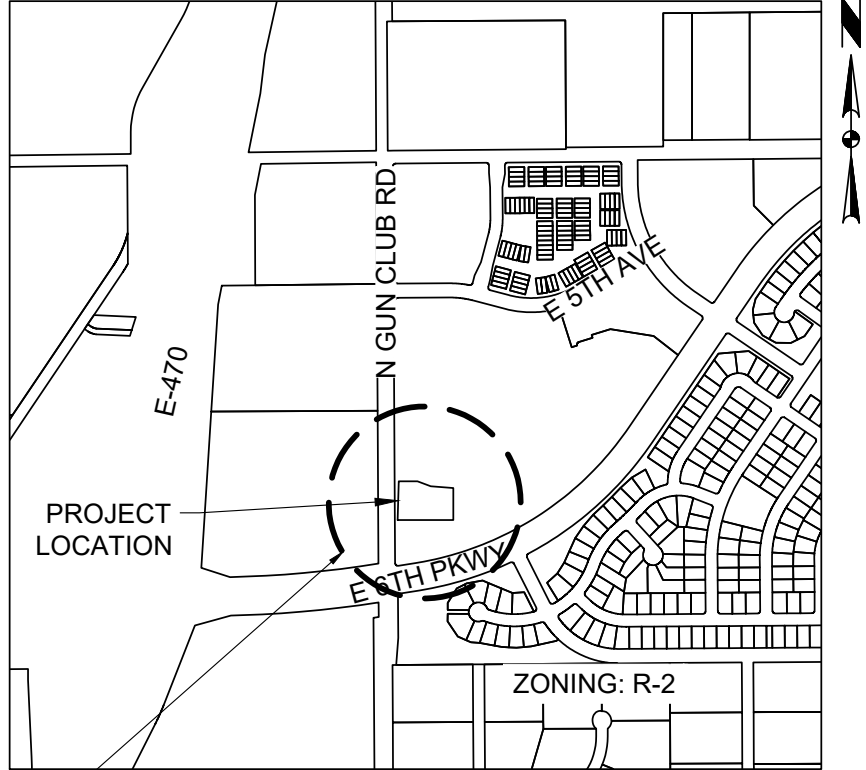 N
N GUN CLUB RD
E 5TH AVE
E-470
PROJECT
LOCATION
E 6TH PKWY
ZONING: R-2